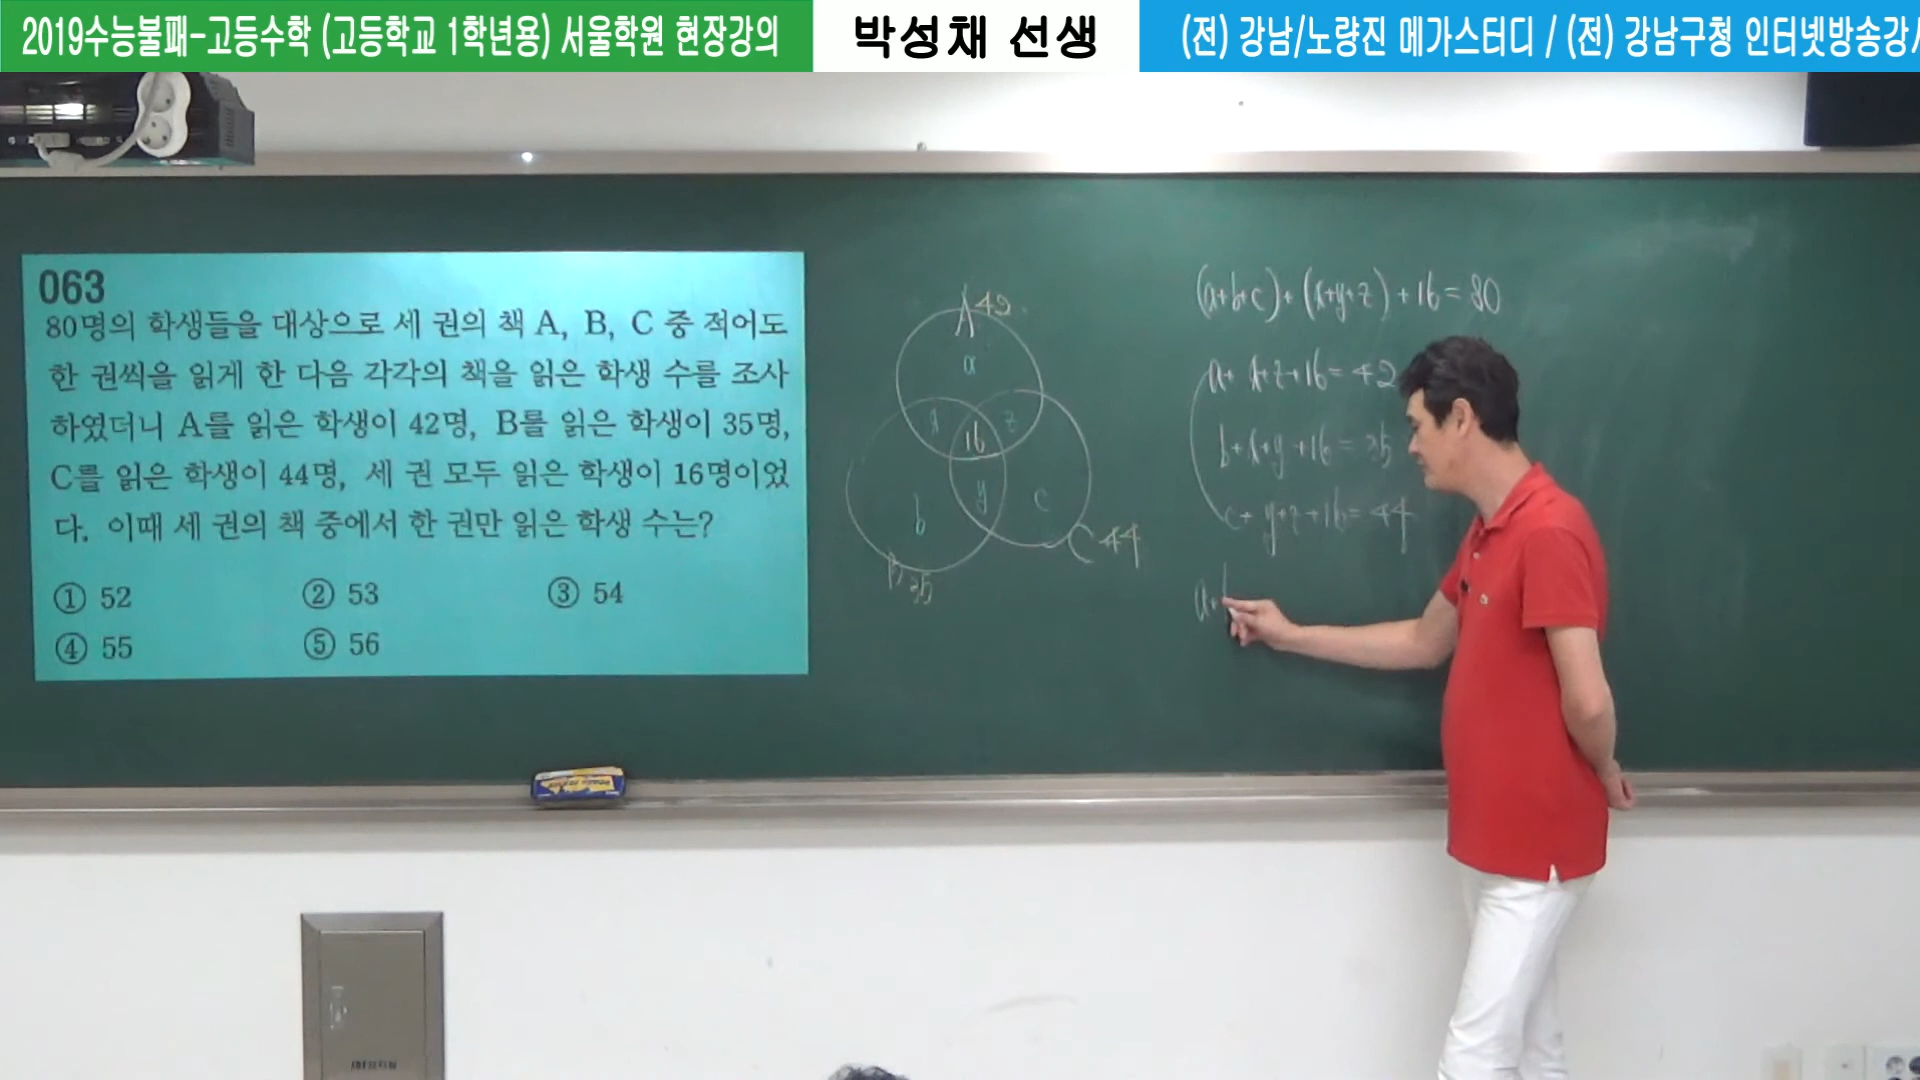 2019수능불패-고등수학 (고등학교 1학년용) 서울학원 현장강의
박성채 선생
(전) 강남/노량진 메가스터디 / (전) 강남구청 인터넷방송강사
063
80명의 학생들을 대상으로 세 권의 책 A, B, C 중 적어도
한 권씩을 읽게 한 다음 각각의 책을 읽은 학생 수를 조사
하였더니 A를 읽은 학생이 42명, B를 읽은 학생이 35명,
C를 읽은 학생이 44명, 세 권 모두 읽은 학생이 16명이었
다. 이때 세 권의 책 중에서 한 권만 읽은 학생 수는?
① 52 ② 53 ③ 54
④ 55 ⑤ 56
A 42
a
z
16
y
b
c
C 44
B 35
(a+b+c)+(x+y+z)+16=80
a+x+z+16=42
b+x+y+16=35
c+y+z+16=44
a+b